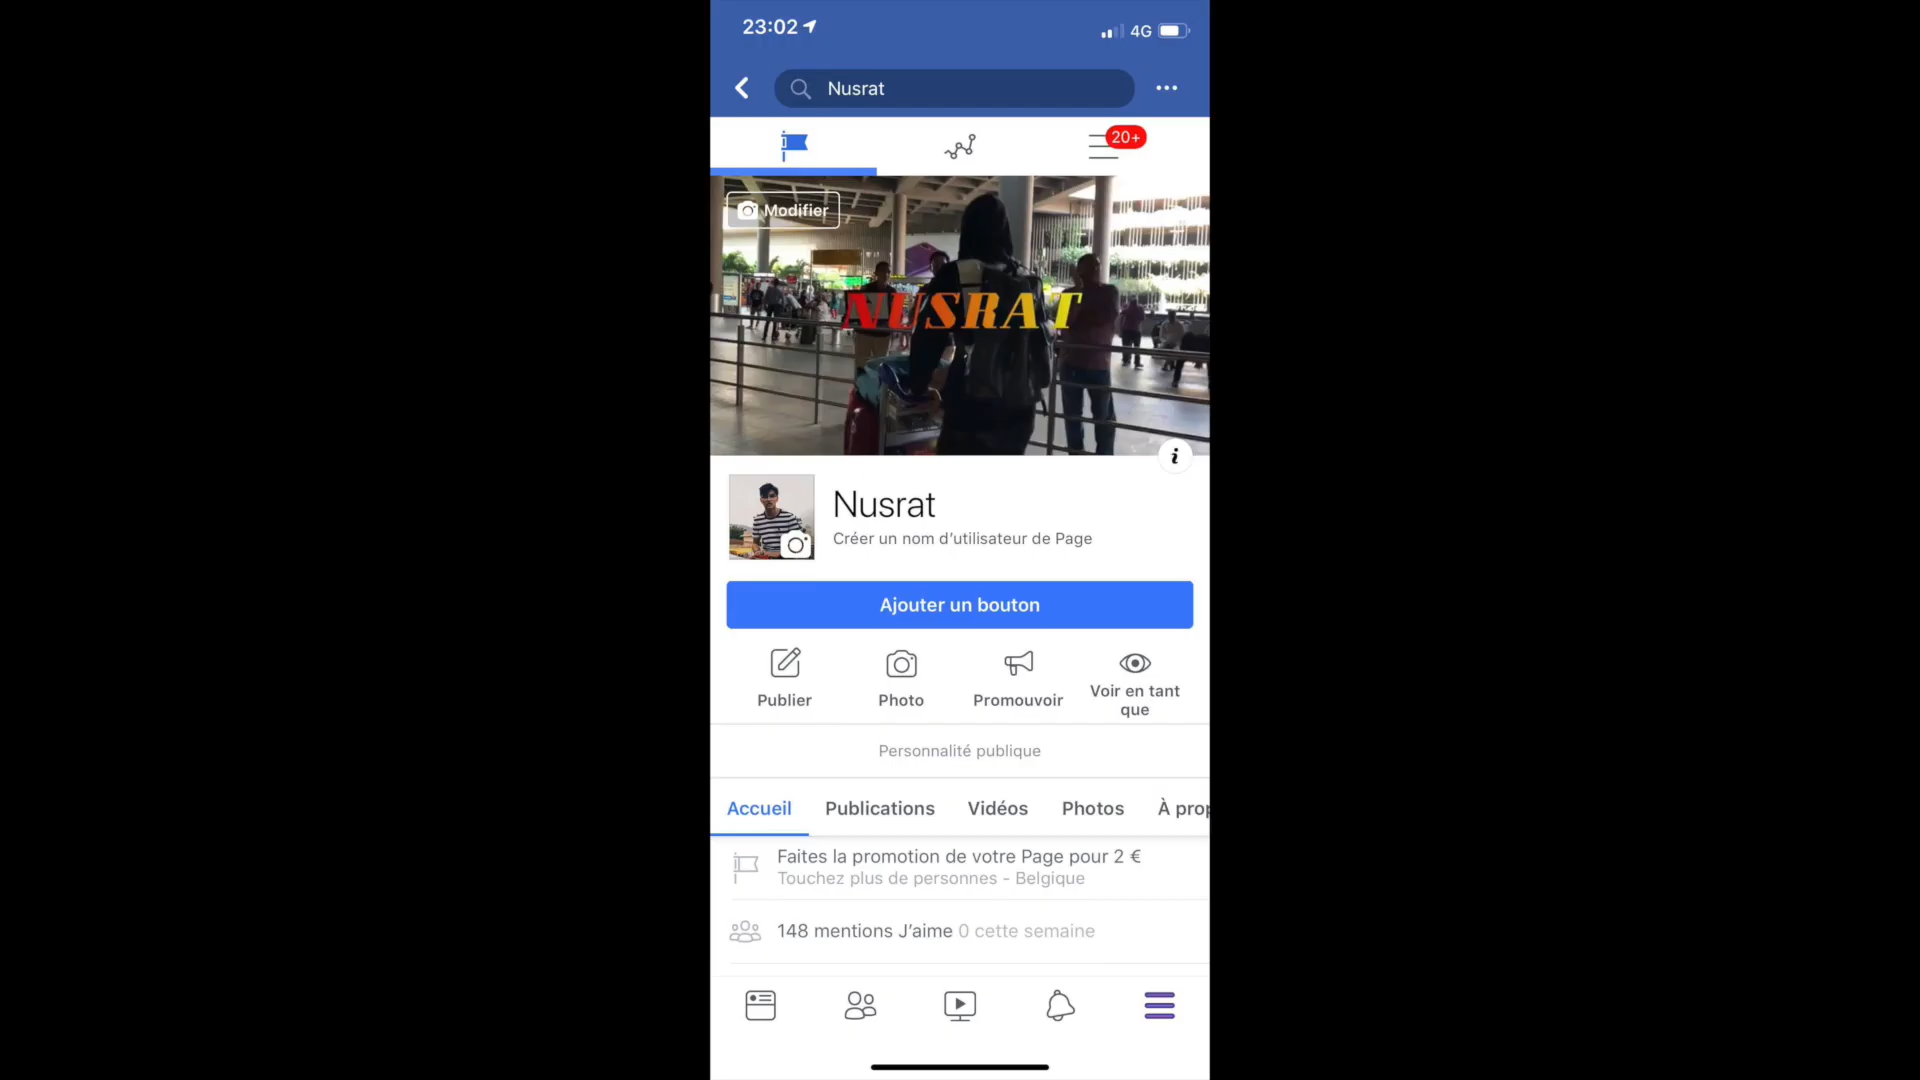 23:02
4G
Nusrat
20+
Modifier
NUSRAT
Nusrat
Créer un nom d’utilisateur de Page
Ajouter un bouton
Publier
Photo
Promouvoir
Voir en tant
que
Personnalité publique
Accueil
Publications
Vidéos
Photos
À prop
Faites la promotion de votre Page pour 2 €
Touchez plus de personnes - Belgique
148 mentions J’aime 0 cette semaine